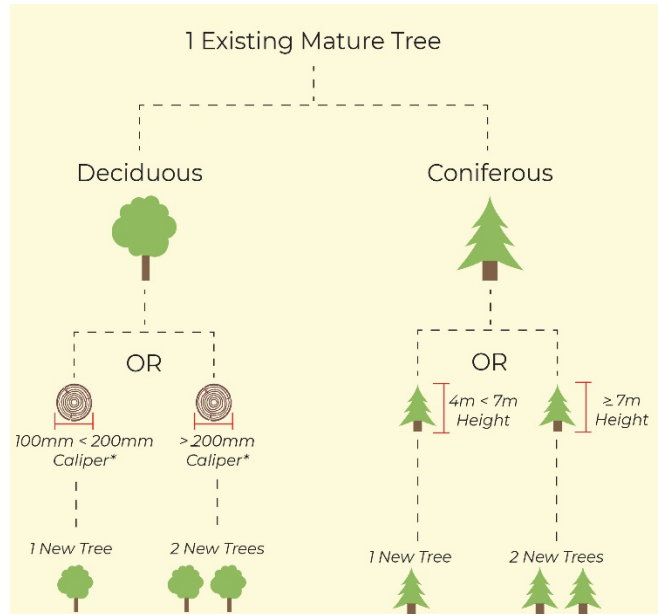 1 Existing Mature Tree
Deciduous
Coniferous
OR
OR
100mm < 200mm
Caliper*
≥200mm
Caliper*
4m < 7m
Height
≥7m
Height
1 New Tree
2 New Trees
1 New Tree
2 New Trees